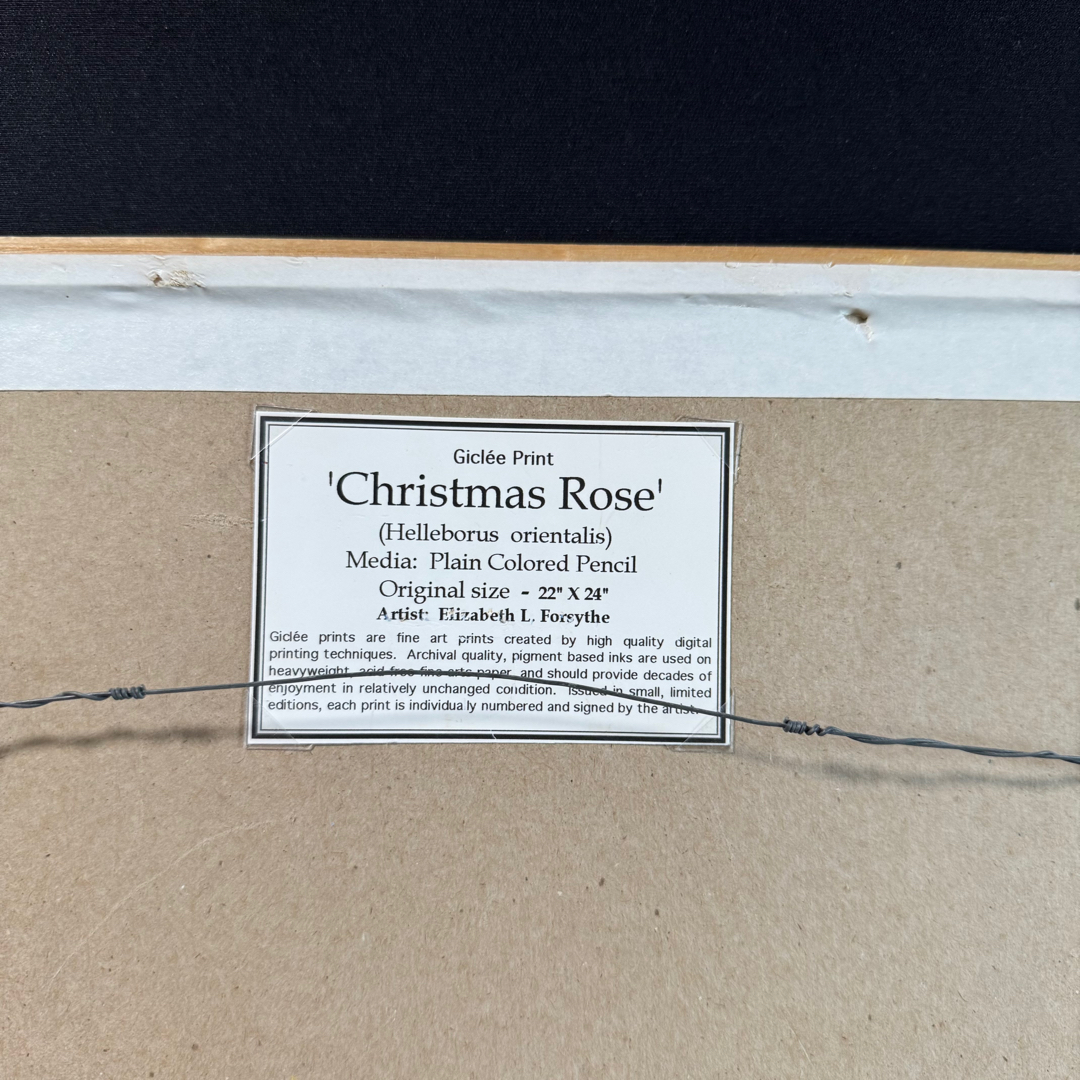 Giclée Print
'Christmas Rose'
(Helleborus orientalis)
Media: Plain Colored Pencil
Original size - 22" X 24"
Artist: Elizabeth L. Forsythe
Giclée prints are fine art prints created by high quality digital
printing techniques. Archival quality, pigment based inks are used on
heavyweight, acid-free fine arts paper, and should provide decades of
enjoyment in relatively unchanged condition. Issued in small, limited
editions, each print is individually numbered and signed by the artist.